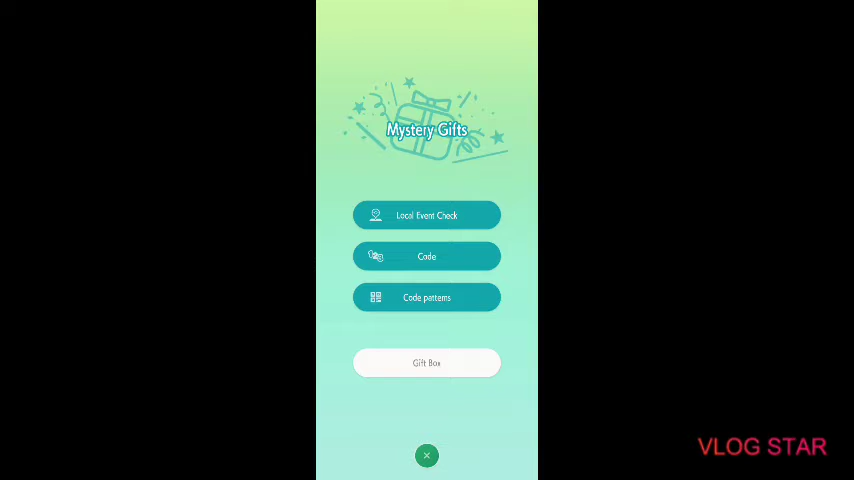 Mystery Gifts
Local Event Check
Code
Code patterns
Gift Box
VLOG STAR